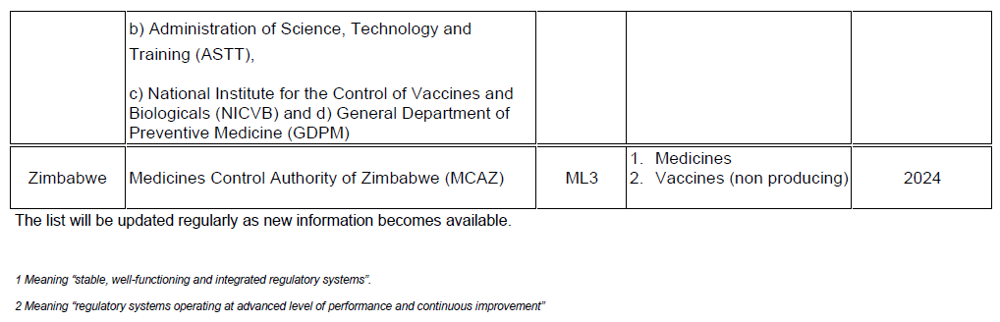 b) Administration of Science, Technology and
Training (ASTT),
c) National Institute for the Control of Vaccines and
Biologicals (NICVB) and d) General Department of
Preventive Medicine (GDPM)
Zimbabwe
Medicines Control Authority of Zimbabwe (MCAZ)
ML3
1. Medicines
2. Vaccines (non producing)
2024
The list will be updated regularly as new information becomes available.
1 Meaning “stable, well-functioning and integrated regulatory systems”.
2 Meaning “regulatory systems operating at advanced level of performance and continuous improvement”